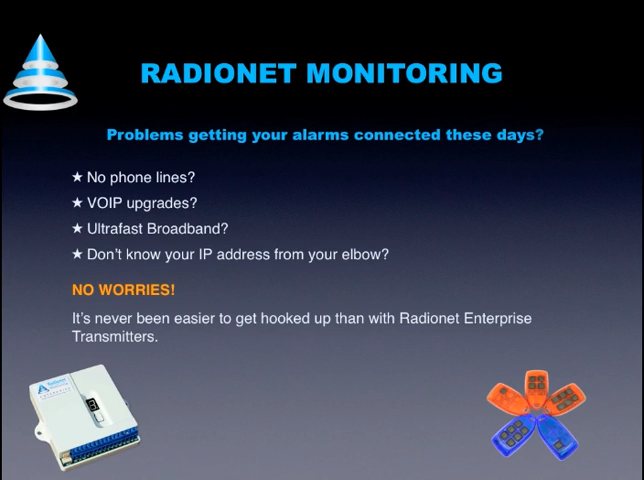 RADIONET MONITORING
Problems getting your alarms connected these days?
★ No phone lines?
★ VOIP upgrades?
★ Ultrafast Broadband?
★ Don't know your IP address from your elbow?
NO WORRIES!
It's never been easier to get hooked up than with Radionet Enterprise
Transmitters.